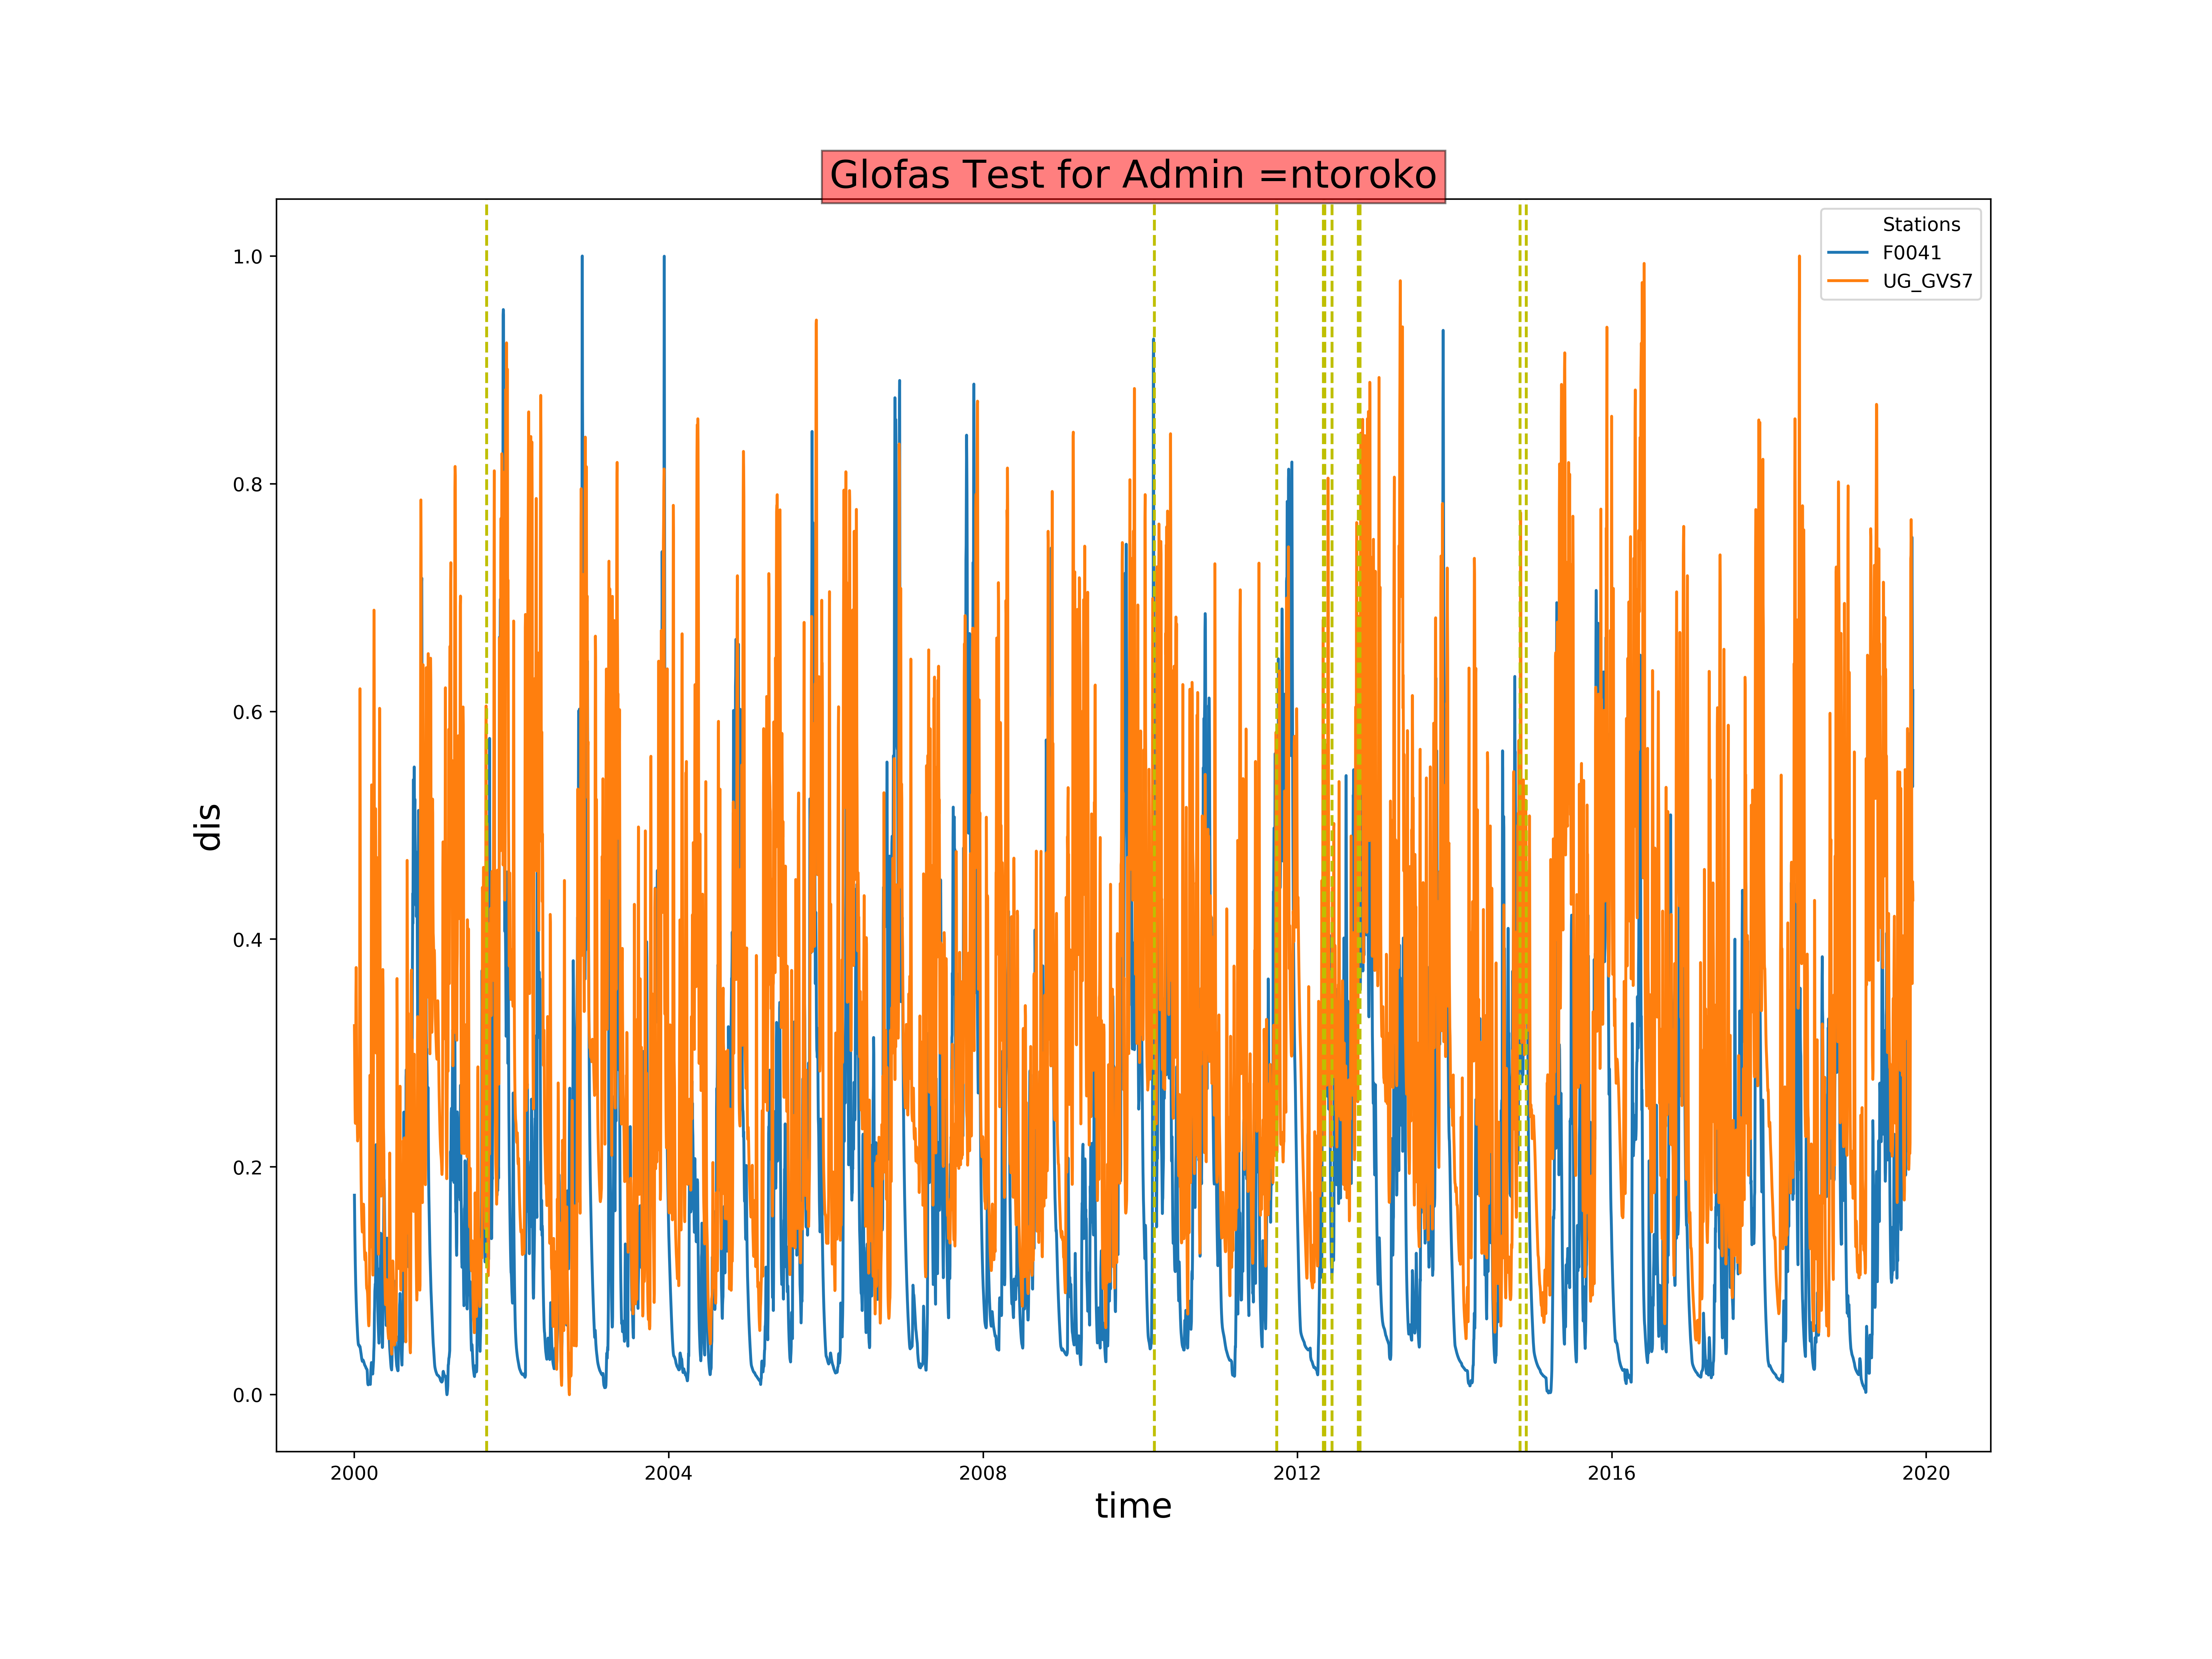 Glofas Test for Admin =ntoroko
Stations
F0041
UG_GVS7
1.0
0.8
0.6
0.4
0.2
0.0
dis
2000
2004
2008
2012
2016
2020
time